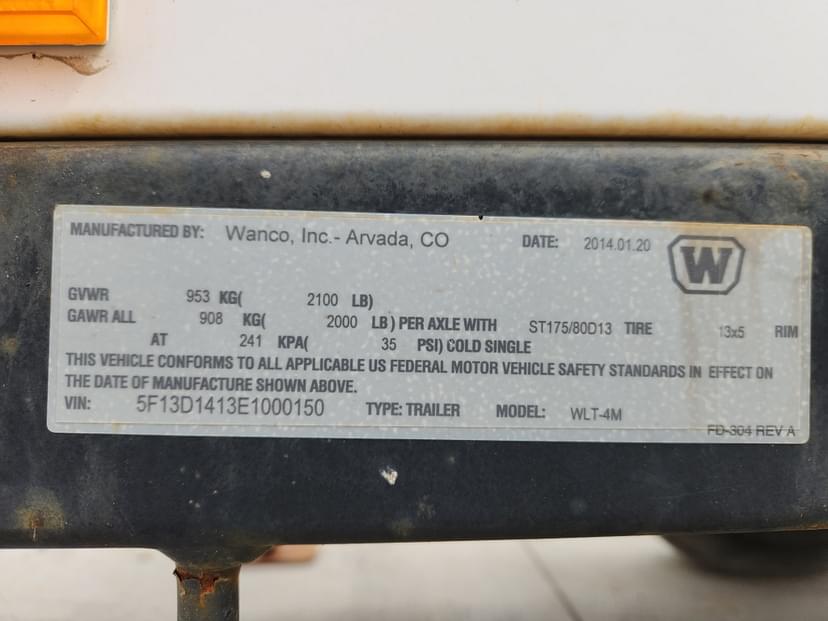 MANUFACTURED BY: Wanco, Inc.- Arvada, CO DATE: 2014.01.20 W
GVWR 953 KG( 2100 LB)
GAWR ALL 908 KG( 2000 LB) PER AXLE WITH ST175/80D13 TIRE 13x5 RIM
AT 241 KPA( 35 PSI) COLD SINGLE
THIS VEHICLE CONFORMS TO ALL APPLICABLE US FEDERAL MOTOR VEHICLE SAFETY STANDARDS IN EFFECT ON
THE DATE OF MANUFACTURE SHOWN ABOVE.
VIN: 5F13D1413E1000150 TYPE: TRAILER MODEL: WLT-4M
FD-304 REV A